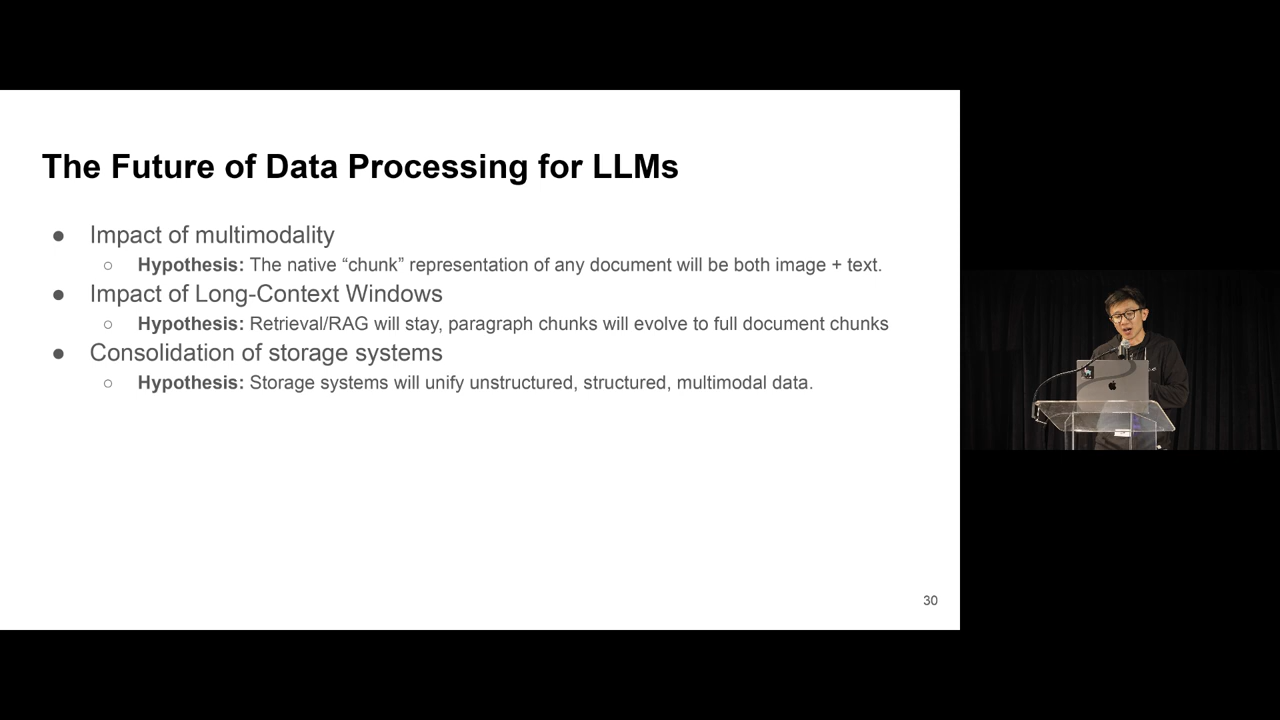 The Future of Data Processing for LLMs
● Impact of multimodality
○ Hypothesis: The native “chunk” representation of any document will be both image + text.
● Impact of Long-Context Windows
○ Hypothesis: Retrieval/RAG will stay, paragraph chunks will evolve to full document chunks
● Consolidation of storage systems
○ Hypothesis: Storage systems will unify unstructured, structured, multimodal data.
30